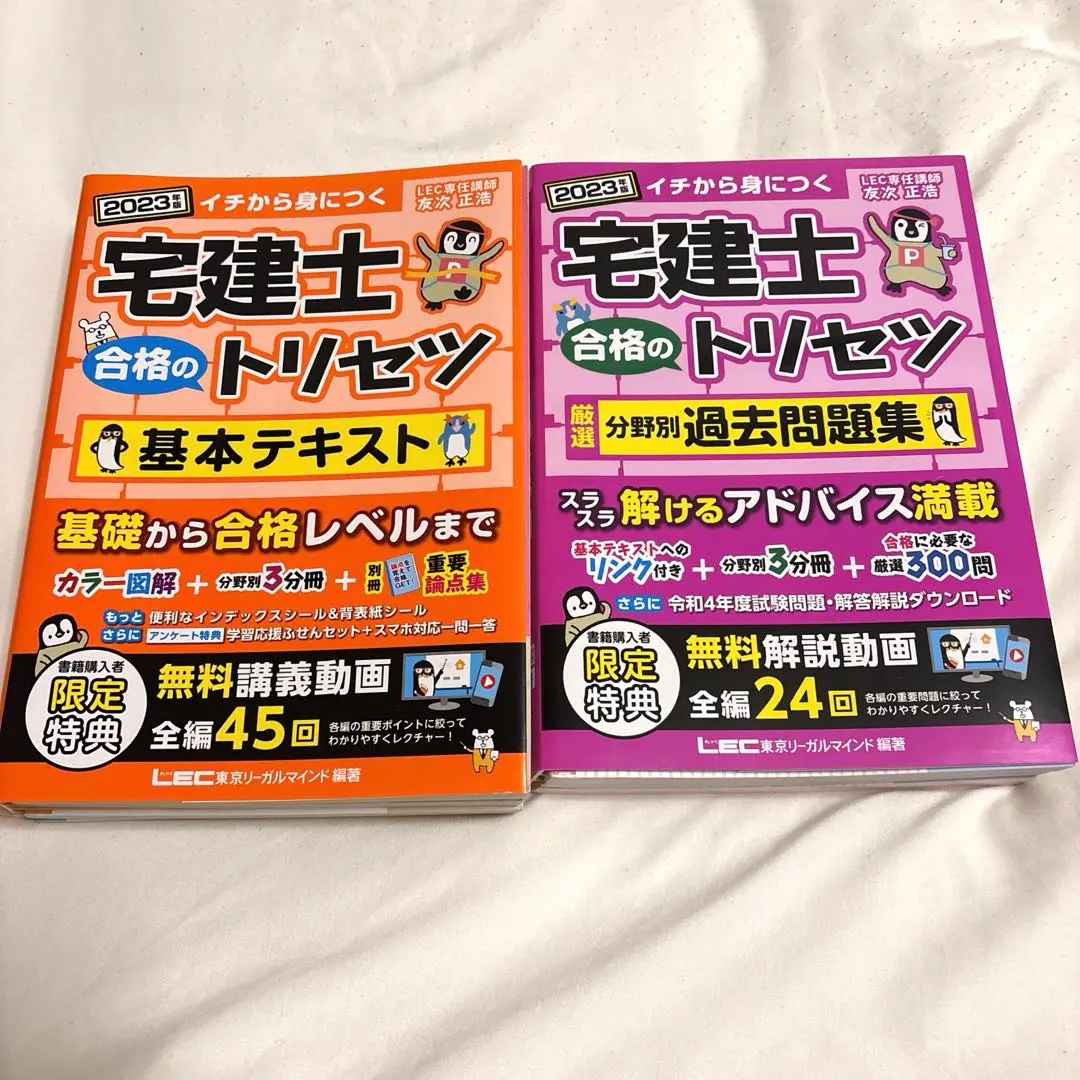 2023年版
イチから身につく
LEC専任講師
友次 正浩
宅建士
P
合格の
トリセツ
基本テキスト
基礎から合格レベルまで
カラー図解 + 分野別3分冊 + 別冊 重要論点集
論点を覚えて合格GET!
もっと 便利なインデックスシール&背表紙シール
さらに アンケート特典 学習応援ふせんセット+スマホ対応一問一答
書籍購入者
限定
特典
無料講義動画
全編45回
各編の重要ポイントに絞って
わかりやすくレクチャー!
れっく
LEC東京リーガルマインド 編著
2023年版
イチから身につく
LEC専任講師
友次 正浩
宅建士
P
合格の
トリセツ
厳選 分野別 過去問題集
スラスラ解けるアドバイス満載
基本テキストへの
リンク付き + 分野別3分冊 +
合格に必要な
厳選300問
さらに 令和4年度試験問題・解答解説ダウンロード
書籍購入者
限定
特典
無料解説動画
全編24回
各編の重要問題に絞って
わかりやすくレクチャー!
れっく
LEC東京リーガルマインド 編著